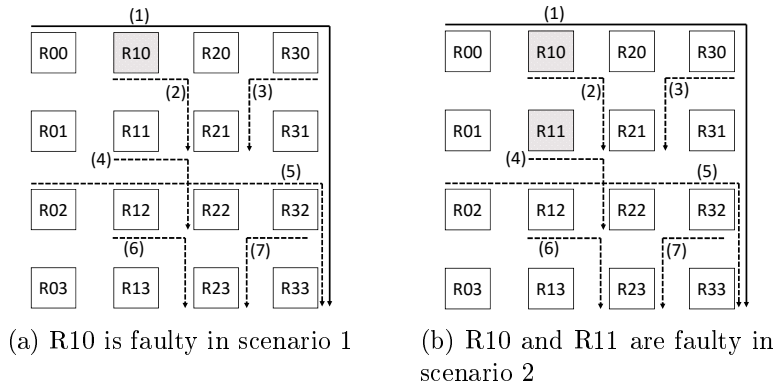 (1)
R00 R10 R20 R30
(2) (3)
R01 R11 R21 R31
(4) (5)
R02 R12 R22 R32
(6) (7)
R03 R13 R23 R33
(a) R10 is faulty in scenario 1
(1)
R00 R10 R20 R30
(2) (3)
R01 R11 R21 R31
(4) (5)
R02 R12 R22 R32
(6) (7)
R03 R13 R23 R33
(b) R10 and R11 are faulty in
scenario 2